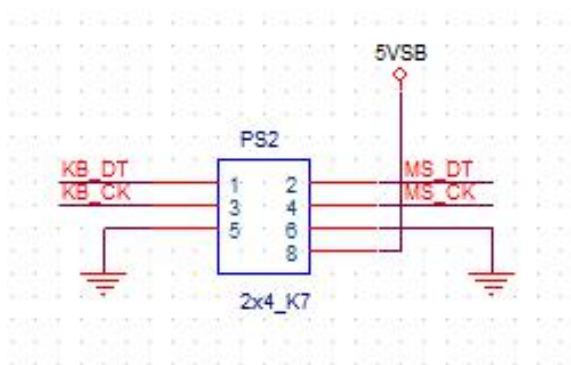 5VSB
PS2
KB_DT 1 2 MS_DT
KB_CK 3 4 MS_CK
5 6
8
2x4_K7